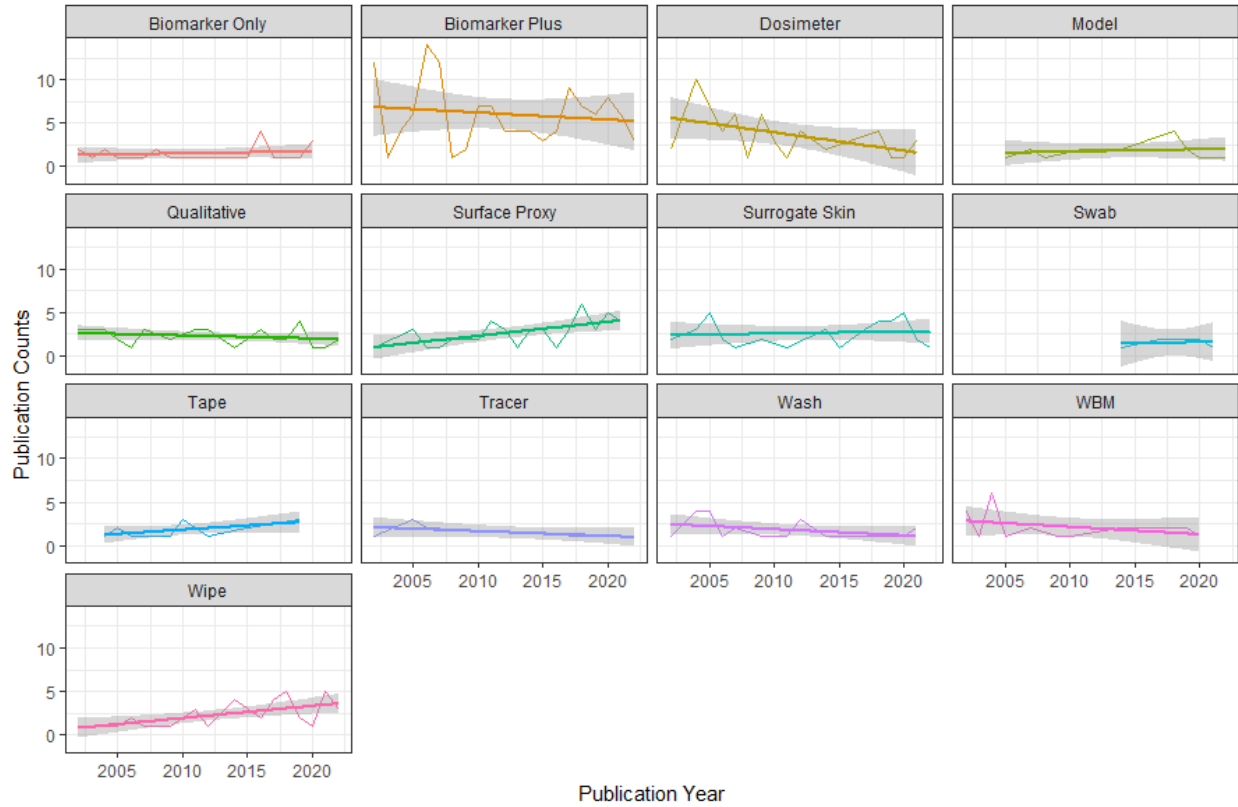 Biomarker Only
Biomarker Plus
Dosimeter
Model
10
5
0
Qualitative
Surface Proxy
Surrogate Skin
Swab
10
5
0
Publication Counts
Tape
Tracer
Wash
WBM
10
5
0
2005 2010 2015 2020
2005 2010 2015 2020
2005 2010 2015 2020
Wipe
10
5
0
2005 2010 2015 2020
Publication Year